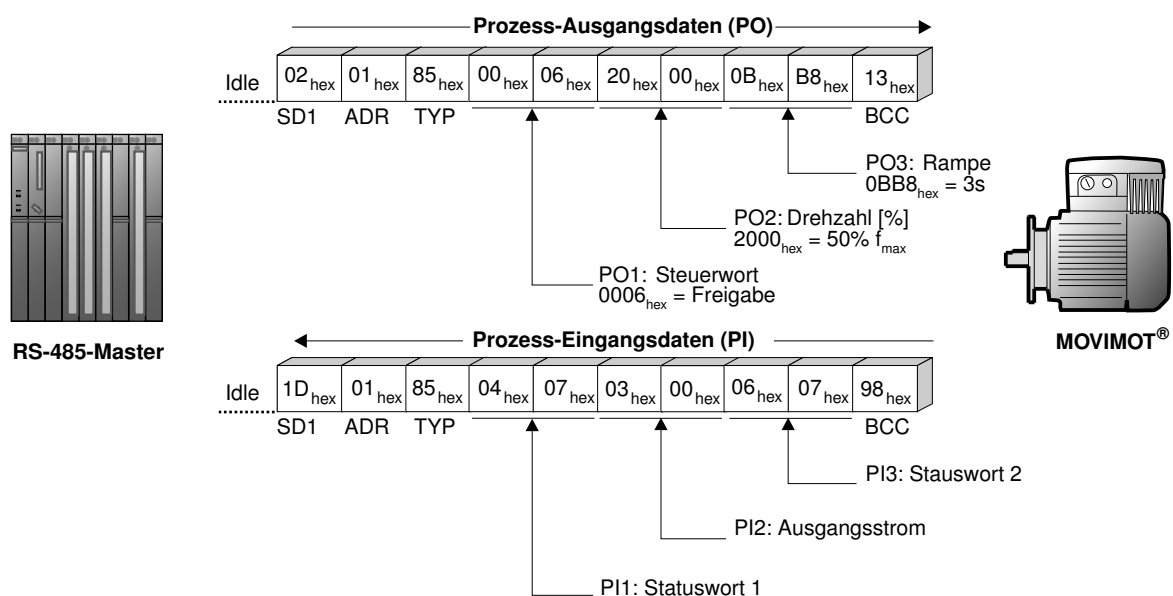 Prozess-Ausgangsdaten (PO)
Idle 02hex 01hex 85hex 00hex 06hex 20hex 00hex 0Bhex B8hex 13hex
SD1 ADR TYP BCC
PO3: Rampe
0BB8hex = 3s
PO2: Drehzahl [%]
2000hex = 50% fmax
PO1: Steuerwort
0006hex = Freigabe
RS-485-Master
MOVIMOT®
Prozess-Eingangsdaten (PI)
Idle 1Dhex 01hex 85hex 04hex 07hex 03hex 00hex 06hex 07hex 98hex
SD1 ADR TYP BCC
PI3: Stauswort 2
PI2: Ausgangsstrom
PI1: Statuswort 1